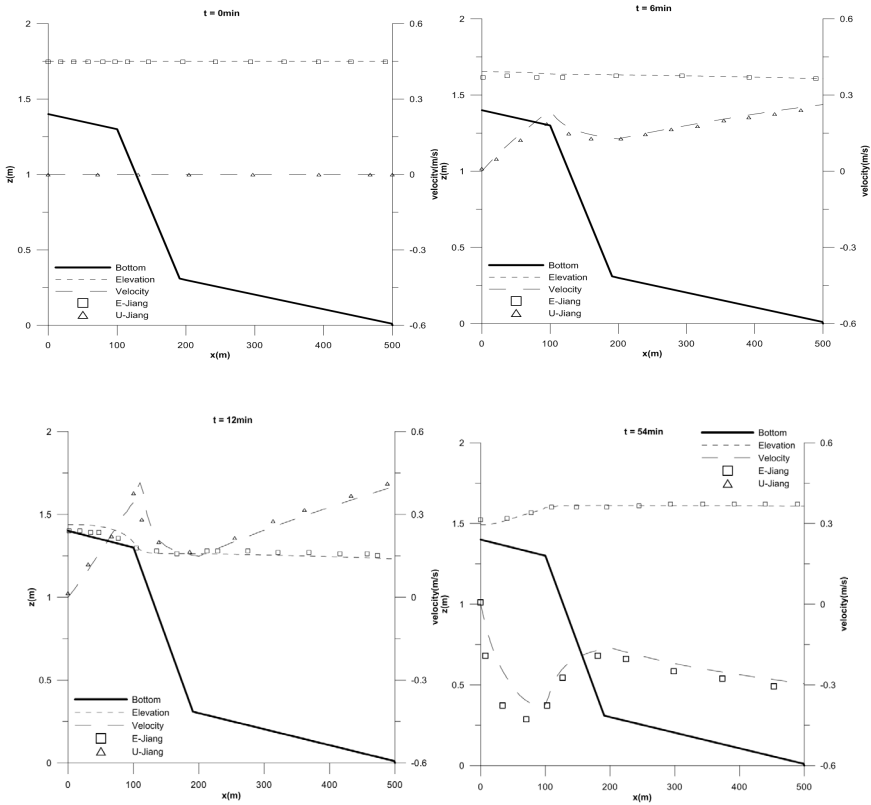 t = 0min
2
1.5
1
0.5
0
z(m)
0.6
0.3
0
-0.3
-0.6
velocity(m/s)
0
100
200
300
400
500
x(m)
Bottom
Elevation
Velocity
E-Jiang
U-Jiang
t = 6min
2
1.5
1
0.5
0
z(m)
0.6
0.3
0
-0.3
-0.6
velocity(m/s)
0
100
200
300
400
500
x(m)
Bottom
Elevation
Velocity
E-Jiang
U-Jiang
t = 12min
2
1.5
1
0.5
0
z(m)
0.6
0.3
0
-0.3
-0.6
velocity(m/s)
0
100
200
300
400
500
x(m)
Bottom
Elevation
Velocity
E-Jiang
U-Jiang
t = 54min
2
1.5
1
0.5
0
z(m)
0.6
0.3
0
-0.3
-0.6
velocity(m/s)
0
100
200
300
400
500
x(m)
Bottom
Elevation
Velocity
E-Jiang
U-Jiang